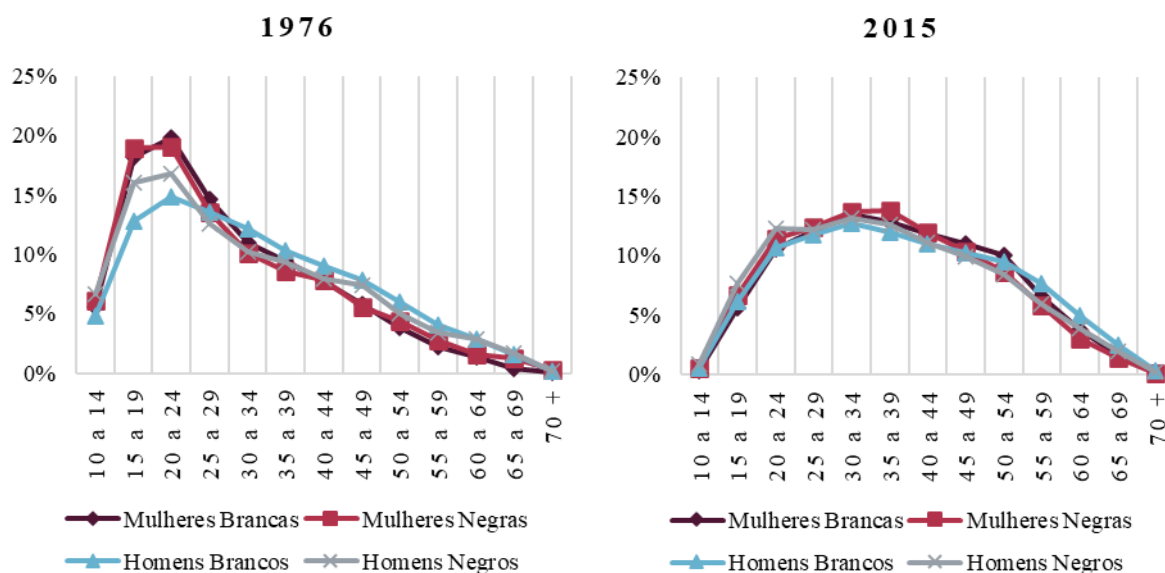 1976
25%
20%
15%
10%
5%
0%
10 a 14
15 a 19
20 a 24
25 a 29
30 a 34
35 a 39
40 a 44
45 a 49
50 a 54
55 a 59
60 a 64
65 a 69
70 +
Mulheres Brancas Mulheres Negras
Homens Brancos Homens Negros
2015
25%
20%
15%
10%
5%
0%
10 a 14
15 a 19
20 a 24
25 a 29
30 a 34
35 a 39
40 a 44
45 a 49
50 a 54
55 a 59
60 a 64
65 a 69
70 +
Mulheres Brancas Mulheres Negras
Homens Brancos Homens Negros